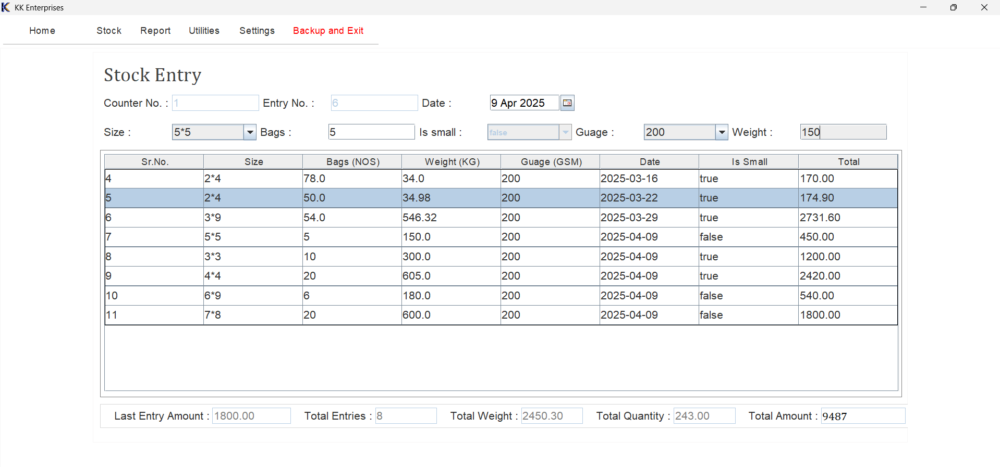 KK Enterprises
Home Stock Report Utilities Settings Backup and Exit
Stock Entry
Counter No. : 1 Entry No. : 6 Date : 9 Apr 2025
Size : 5*5 Bags : 5 Is small : false Guage : 200 Weight : 150
Sr.No. Size Bags (NOS) Weight (KG) Guage (GSM) Date Is Small Total
4 2*4 78.0 34.0 200 2025-03-16 true 170.00
5 2*4 50.0 34.98 200 2025-03-22 true 174.90
6 3*9 54.0 546.32 200 2025-03-29 true 2731.60
7 5*5 5 150.0 200 2025-04-09 false 450.00
8 3*3 10 300.0 200 2025-04-09 true 1200.00
9 4*4 20 605.0 200 2025-04-09 true 2420.00
10 6*9 6 180.0 200 2025-04-09 false 540.00
11 7*8 20 600.0 200 2025-04-09 false 1800.00
Last Entry Amount : 1800.00 Total Entries : 8 Total Weight : 2450.30 Total Quantity : 243.00 Total Amount : 9487